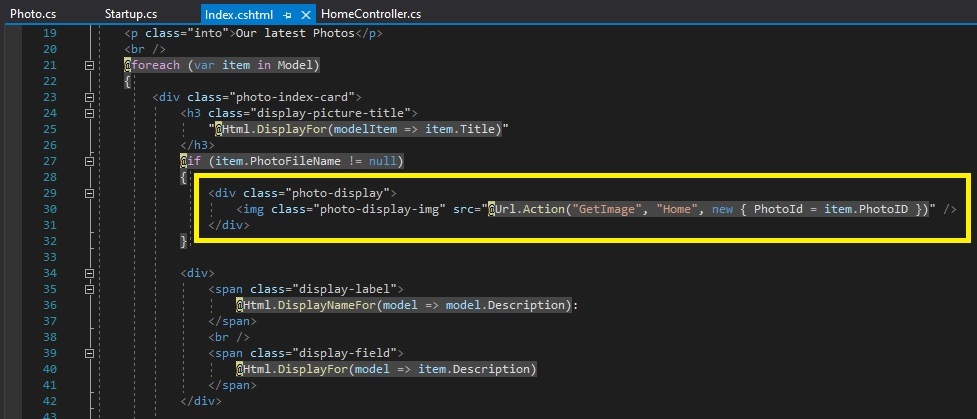 Photo.cs Startup.cs Index.cshtml HomeController.cs
19 <p class="into">Our latest Photos</p>
20 <br />
21 @foreach (var item in Model)
22 {
23 <div class="photo-index-card">
24 <h3 class="display-picture-title">
25 "@Html.DisplayFor(modelItem => item.Title)"
26 </h3>
27 @if (item.PhotoFileName != null)
28 {
29 <div class="photo-display">
30 <img class="photo-display-img" src="@Url.Action("GetImage", "Home", new { PhotoId = item.PhotoID })" />
31 </div>
32 }
33
34 <div>
35 <span class="display-label">
36 @Html.DisplayNameFor(model => model.Description):
37 </span>
38 <br />
39 <span class="display-field">
40 @Html.DisplayFor(model => item.Description)
41 </span>
42 </div>
43